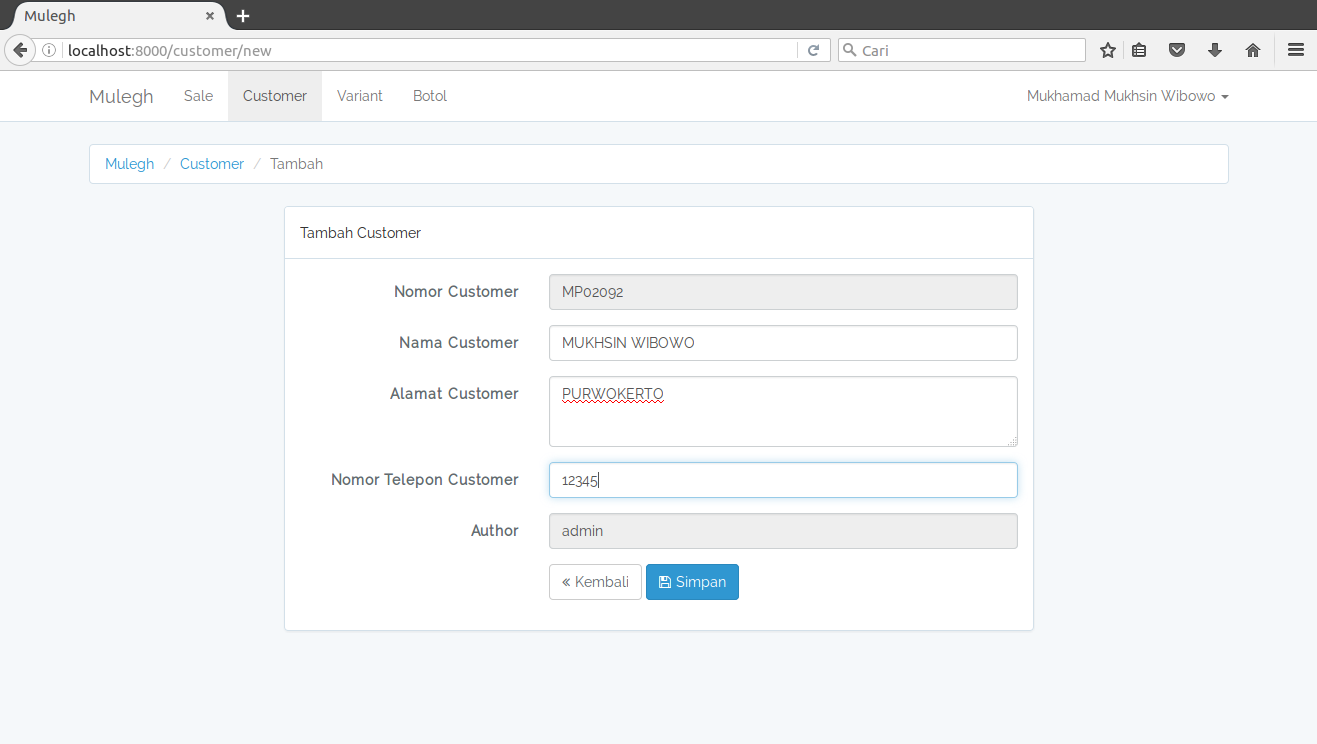 Mulegh
localhost:8000/customer/new
Cari
Mulegh Sale Customer Variant Botol Mukhamad Mukhsin Wibowo
Mulegh / Customer / Tambah
Tambah Customer
Nomor Customer MP02092
Nama Customer MUKHSIN WIBOWO
Alamat Customer PURWOKERTO
Nomor Telepon Customer 12345
Author admin
« Kembali Simpan